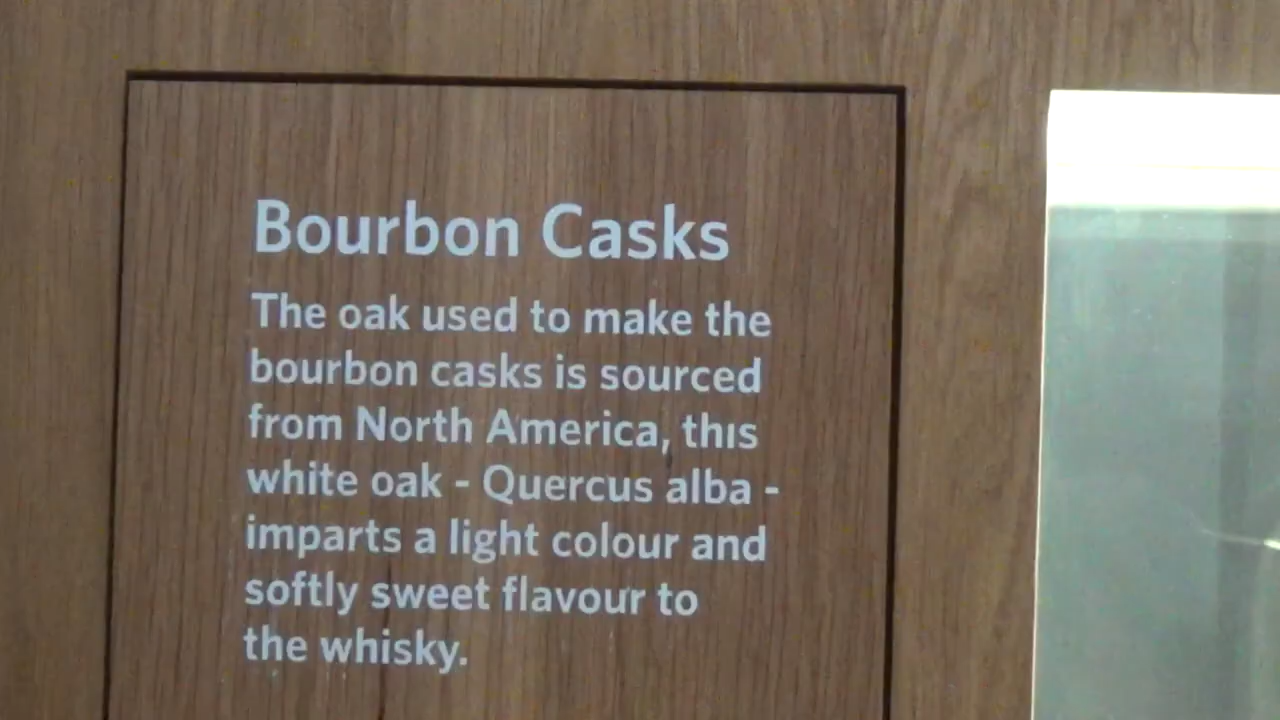 Bourbon Casks
The oak used to make the
bourbon casks is sourced
from North America, this
white oak - Quercus alba -
imparts a light colour and
softly sweet flavour to
the whisky.